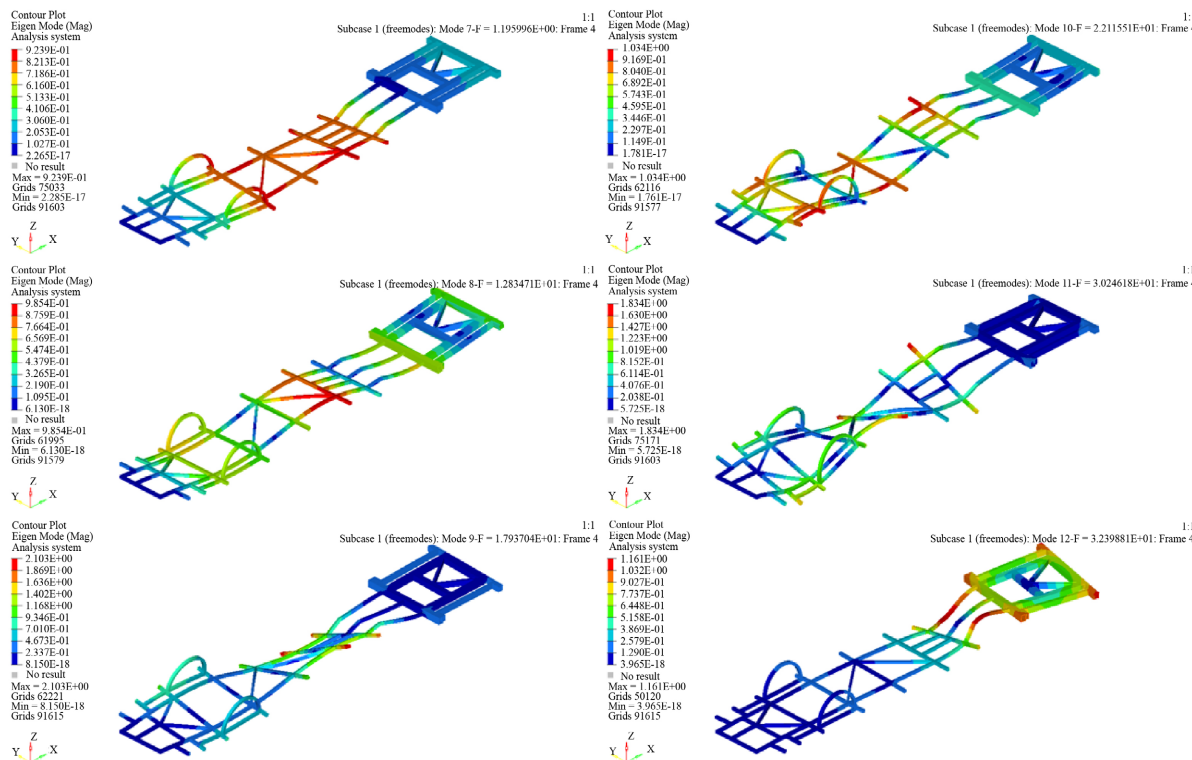 Contour Plot
Eigen Mode (Mag)
Analysis system
9.239E-01
8.213E-01
7.186E-01
6.160E-01
5.133E-01
4.106E-01
3.060E-01
2.053E-01
1.027E-01
2.265E-17
No result
Max = 9.239E-01
Grids 75033
Min = 2.285E-17
Grids 91603
1:1
Subcase 1 (freemodes): Mode 7-F = 1.195996E+00: Frame 4
Z
Y
X
Contour Plot
Eigen Mode (Mag)
Analysis system
1.034E+00
9.169E-01
8.040E-01
6.892E-01
5.743E-01
4.595E-01
3.446E-01
2.297E-01
1.149E-01
1.781E-17
No result
Max = 1.034E+00
Grids 62116
Min = 1.761E-17
Grids 91577
1:
Subcase 1 (freemodes): Mode 10-F = 2.211551E+01: Frame 4
Z
Y
X
Contour Plot
Eigen Mode (Mag)
Analysis system
9.854E-01
8.759E-01
7.664E-01
6.569E-01
5.474E-01
4.379E-01
3.265E-01
2.190E-01
1.095E-01
6.130E-18
No result
Max = 9.854E-01
Grids 61995
Min = 6.130E-18
Grids 91579
1:1
Subcase 1 (freemodes): Mode 8-F = 1.283471E+01: Frame 4
Z
Y
X
Contour Plot
Eigen Mode (Mag)
Analysis system
1.834E+00
1.630E+00
1.427E+00
1.223E+00
1.019E+00
8.152E-01
6.114E-01
4.076E-01
2.038E-01
5.725E-18
No result
Max = 1.834E+00
Grids 75171
Min = 5.725E-18
Grids 91603
1:1
Subcase 1 (freemodes): Mode 11-F = 3.024618E+01: Frame 4
Z
Y
X
Contour Plot
Eigen Mode (Mag)
Analysis system
2.103E+00
1.869E+00
1.636E+00
1.402E+00
1.168E+00
9.346E-01
7.010E-01
4.673E-01
2.337E-01
8.150E-18
No result
Max = 2.103E+00
Grids 62221
Min = 8.150E-18
Grids 91615
1:1
Subcase 1 (freemodes): Mode 9-F = 1.793704E+01: Frame 4
Z
Y
X
Contour Plot
Eigen Mode (Mag)
Analysis system
1.161E+00
1.032E+00
9.027E-01
7.737E-01
6.448E-01
5.158E-01
3.869E-01
2.579E-01
1.290E-01
3.965E-18
No result
Max = 1.161E+00
Grids 50120
Min = 3.965E-18
Grids 91615
1:1
Subcase 1 (freemodes): Mode 12-F = 3.239881E+01: Frame 4
Z
Y
X